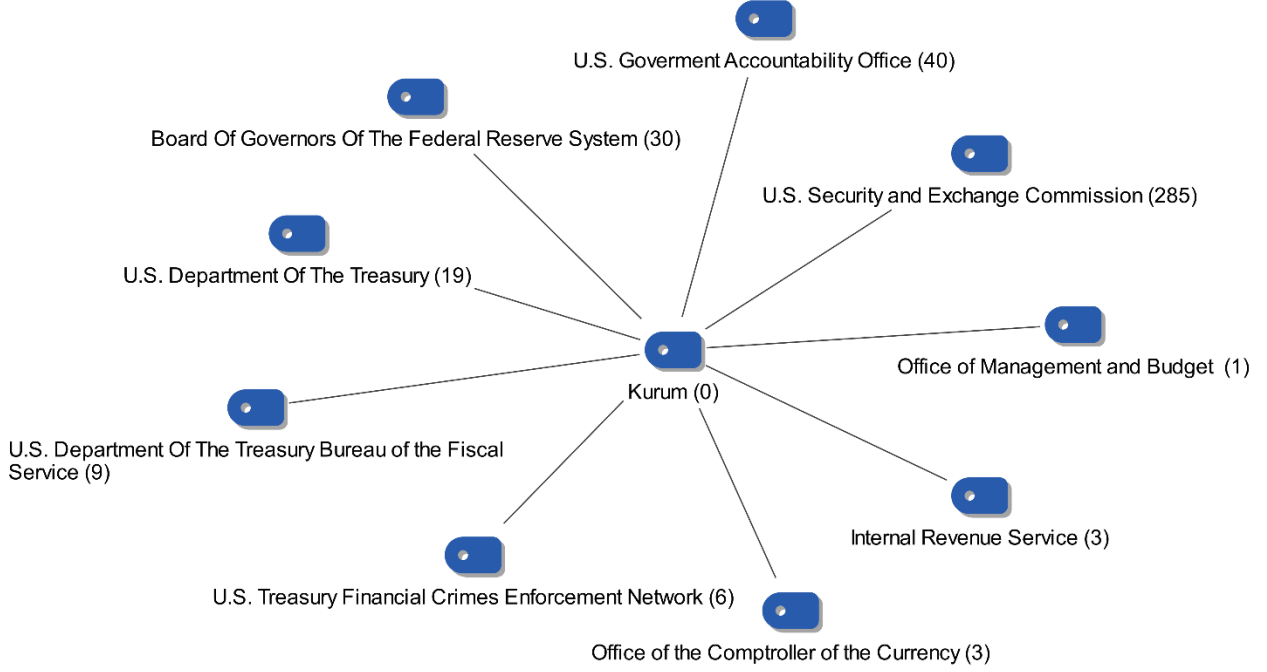 U.S. Goverment Accountability Office (40)
Board Of Governors Of The Federal Reserve System (30)
U.S. Security and Exchange Commission (285)
U.S. Department Of The Treasury (19)
Office of Management and Budget (1)
Kurum (0)
U.S. Department Of The Treasury Bureau of the Fiscal
Service (9)
Internal Revenue Service (3)
U.S. Treasury Financial Crimes Enforcement Network (6)
Office of the Comptroller of the Currency (3)